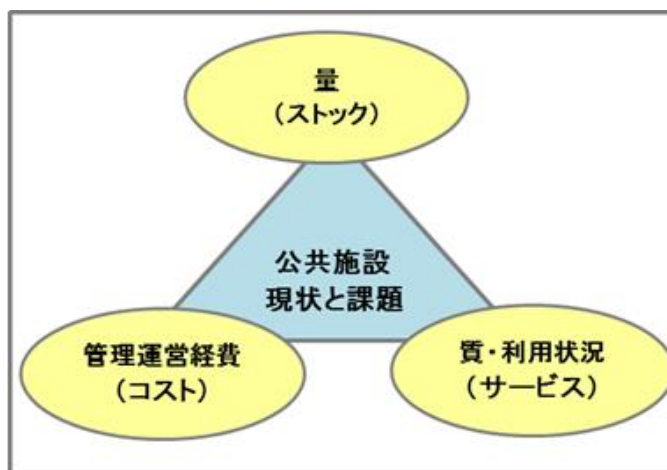 量
(ストック)
公共施設
現状と課題
管理運営経費
(コスト)
質・利用状況
(サービス)